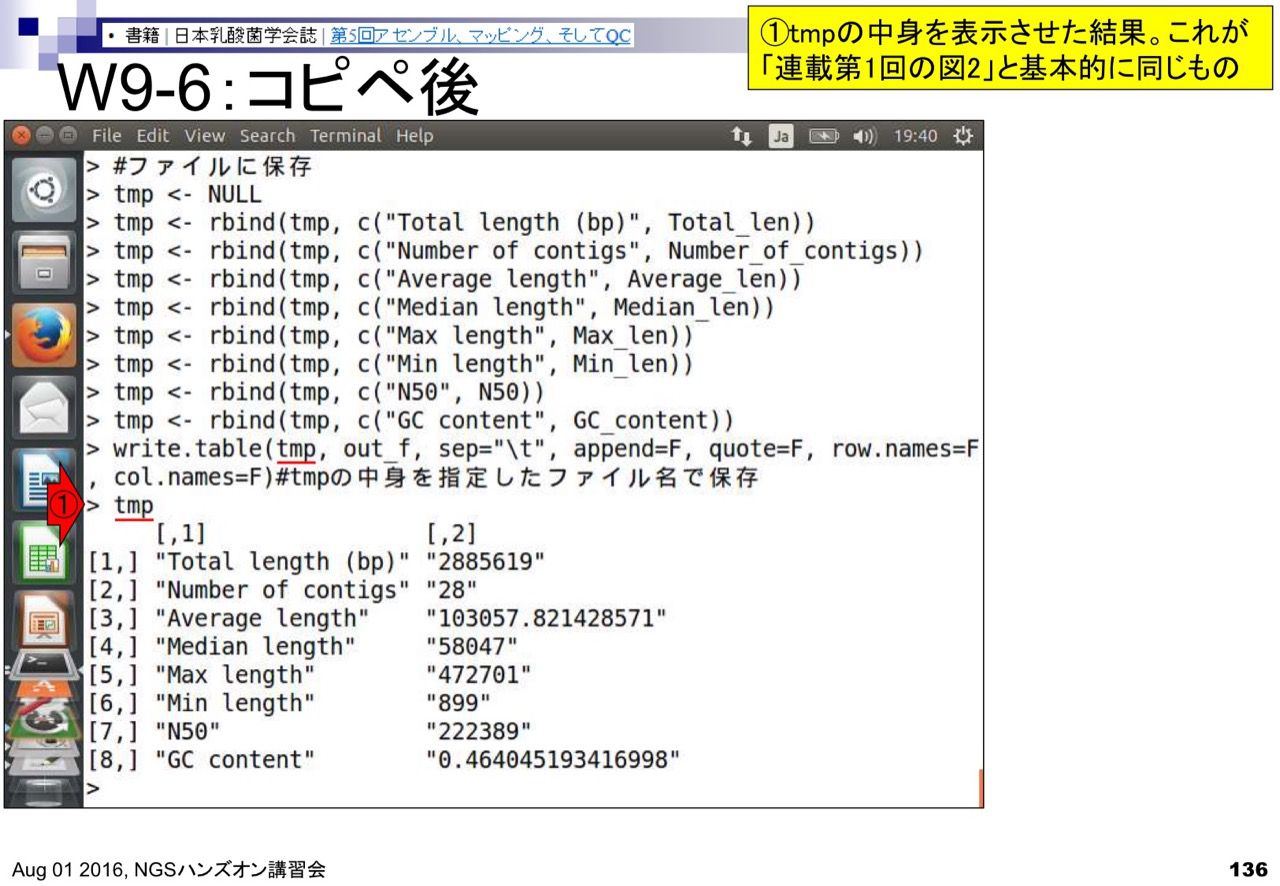 • 書籍 | 日本乳酸菌学会誌 | 第5回アセンブル、マッピング、そしてQC
①tmpの中身を表示させた結果。これが
「連載第1回の図2」と基本的に同じもの
W9-6：コピペ後
File Edit View Search Terminal Help
Ja 19:40
> #ファイルに保存
> tmp <- NULL
> tmp <- rbind(tmp, c("Total length (bp)", Total_len))
> tmp <- rbind(tmp, c("Number of contigs", Number_of_contigs))
> tmp <- rbind(tmp, c("Average length", Average_len))
> tmp <- rbind(tmp, c("Median length", Median_len))
> tmp <- rbind(tmp, c("Max length", Max_len))
> tmp <- rbind(tmp, c("Min length", Min_len))
> tmp <- rbind(tmp, c("N50", N50))
> tmp <- rbind(tmp, c("GC content", GC_content))
> write.table(tmp, out_f, sep="\t", append=F, quote=F, row.names=F
, col.names=F)#tmpの中身を指定したファイル名で保存
① > tmp
[,1] [,2]
[1,] "Total length (bp)" "2885619"
[2,] "Number of contigs" "28"
[3,] "Average length" "103057.821428571"
[4,] "Median length" "58047"
[5,] "Max length" "472701"
[6,] "Min length" "899"
[7,] "N50" "222389"
[8,] "GC content" "0.464045193416998"
>
Aug 01 2016, NGSハンズオン講習会
136